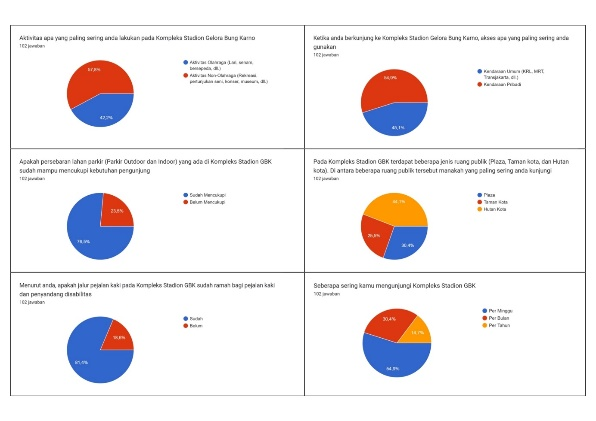 Aktivitas apa yang paling sering anda lakukan pada Kompleks Stadion Gelora Bung Karno
102 jawaban
Aktivitas Olahraga (Lari, senam,
bersepeda, dll.)
Aktivitas Non-Olahraga (Rekreasi,
pertunjukan seni, konser, museum, dll.)
57,8%
42,2%
Ketika anda berkunjung ke Kompleks Stadion Gelora Bung Karno, akses apa yang paling sering anda
gunakan
102 jawaban
Kendaraan Umum (KRL, MRT,
Transjakarta, dll.)
Kendaraan Pribadi
54,9%
45,1%
Apakah persebaran lahan parkir (Parkir Outdoor dan Indoor) yang ada di Kompleks Stadion GBK
sudah mampu mencukupi kebutuhan pengunjung
102 jawaban
Sudah Mencukupi
Belum Mencukupi
23,5%
76,5%
Pada Kompleks Stadion GBK terdapat beberapa jenis ruang publik (Plaza, Taman kota, dan Hutan
kota). Di antara beberapa ruang publik tersebut manakah yang paling sering anda kunjungi
102 jawaban
Plaza
Taman Kota
Hutan Kota
44,1%
25,5%
30,4%
Menurut anda, apakah jalur pejalan kaki pada Kompleks Stadion GBK sudah ramah bagi pejalan kaki
dan penyandang disabilitas
102 jawaban
Sudah
Belum
18,6%
81,4%
Seberapa sering kamu mengunjungi Kompleks Stadion GBK
102 jawaban
Per Minggu
Per Bulan
Per Tahun